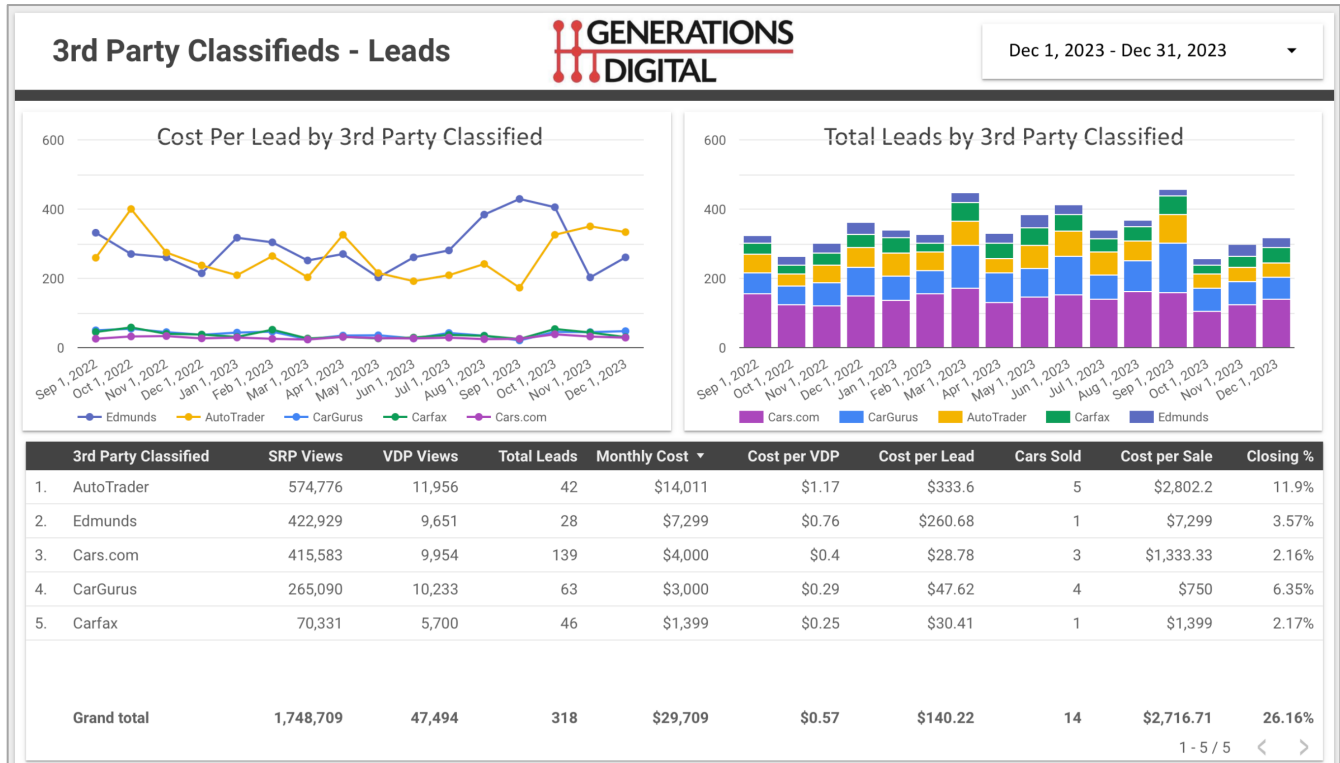 3rd Party Classifieds - Leads
GENERATIONS
DIGITAL
Dec 1, 2023 - Dec 31, 2023
Cost Per Lead by 3rd Party Classified
600
400
200
0
Sep 1, 2022
Oct 1, 2022
Nov 1, 2022
Dec 1, 2022
Jan 1, 2023
Feb 1, 2023
Mar 1, 2023
Apr 1, 2023
May 1, 2023
Jun 1, 2023
Jul 1, 2023
Aug 1, 2023
Sep 1, 2023
Oct 1, 2023
Nov 1, 2023
Dec 1, 2023
Edmunds AutoTrader CarGurus Carfax Cars.com
Total Leads by 3rd Party Classified
600
400
200
0
Sep 1, 2022
Oct 1, 2022
Nov 1, 2022
Dec 1, 2022
Jan 1, 2023
Feb 1, 2023
Mar 1, 2023
Apr 1, 2023
May 1, 2023
Jun 1, 2023
Jul 1, 2023
Aug 1, 2023
Sep 1, 2023
Oct 1, 2023
Nov 1, 2023
Dec 1, 2023
Cars.com CarGurus AutoTrader Carfax Edmunds
3rd Party Classified SRP Views VDP Views Total Leads Monthly Cost Cost per VDP Cost per Lead Cars Sold Cost per Sale Closing %
1. AutoTrader 574,776 11,956 42 $14,011 $1.17 $333.6 5 $2,802.2 11.9%
2. Edmunds 422,929 9,651 28 $7,299 $0.76 $260.68 1 $7,299 3.57%
3. Cars.com 415,583 9,954 139 $4,000 $0.4 $28.78 3 $1,333.33 2.16%
4. CarGurus 265,090 10,233 63 $3,000 $0.29 $47.62 4 $750 6.35%
5. Carfax 70,331 5,700 46 $1,399 $0.25 $30.41 1 $1,399 2.17%
Grand total 1,748,709 47,494 318 $29,709 $0.57 $140.22 14 $2,716.71 26.16%
1 - 5 / 5